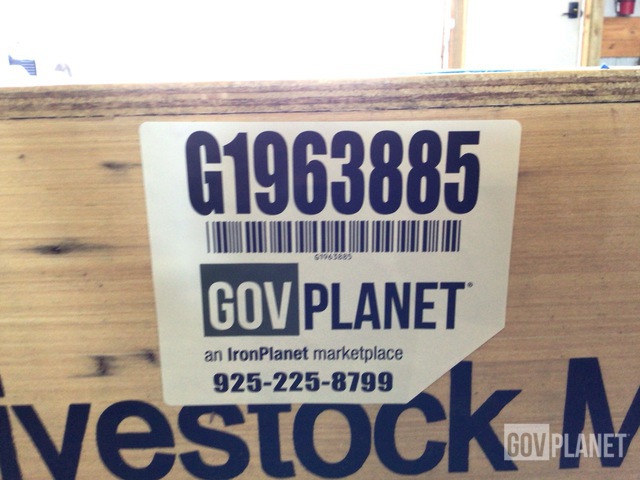 G1963885
G1963885
GOVPLANET®
an IronPlanet marketplace
925-225-8799
ivestock M
GOVPLANET